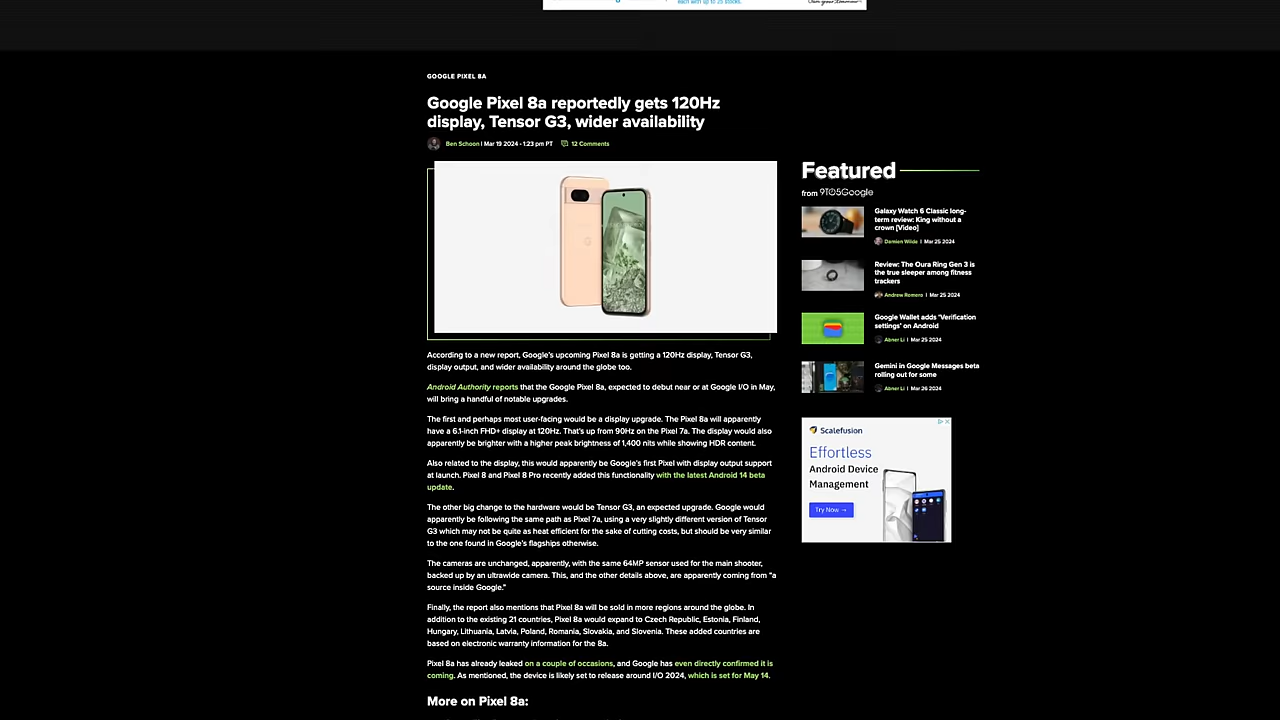 each with up to 25 stocks.
GOOGLE PIXEL 8A
Google Pixel 8a reportedly gets 120Hz
display, Tensor G3, wider availability
Ben Schoon | Mar 19 2024 - 1:23 pm PT 12 Comments
According to a new report, Google's upcoming Pixel 8a is getting a 120Hz display, Tensor G3,
display output, and wider availability around the globe too.
Android Authority reports that the Google Pixel 8a, expected to debut near or at Google I/O in May,
will bring a handful of notable upgrades.
The first and perhaps most user-facing would be a display upgrade. The Pixel 8a will apparently
have a 6.1-inch FHD+ display at 120Hz. That's up from 90Hz on the Pixel 7a. The display would also
apparently be brighter with a higher peak brightness of 1,400 nits while showing HDR content.
Also related to the display, this would apparently be Google's first Pixel with display output support
at launch. Pixel 8 and Pixel 8 Pro recently added this functionality with the latest Android 14 beta
update.
The other big change to the hardware would be Tensor G3, an expected upgrade. Google would
apparently be following the same path as Pixel 7a, using a very slightly different version of Tensor
G3 which may not be quite as heat efficient for the sake of cutting costs, but should be very similar
to the one found in Google's flagships otherwise.
The cameras are unchanged, apparently, with the same 64MP sensor used for the main shooter,
backed up by an ultrawide camera. This, and the other details above, are apparently coming from "a
source inside Google."
Finally, the report also mentions that Pixel 8a will be sold in more regions around the globe. In
addition to the existing 21 countries, Pixel 8a would expand to Czech Republic, Estonia, Finland,
Hungary, Lithuania, Latvia, Poland, Romania, Slovakia, and Slovenia. These added countries are
based on electronic warranty information for the 8a.
Pixel 8a has already leaked on a couple of occasions, and Google has even directly confirmed it is
coming. As mentioned, the device is likely set to release around I/O 2024, which is set for May 14.
More on Pixel 8a:
Featured
from 9TO5Google
Galaxy Watch 6 Classic long-
term review: King without a
crown [Video]
Damien Wilde | Mar 25 2024
Review: The Oura Ring Gen 3 is
the true sleeper among fitness
trackers
Andrew Romero | Mar 25 2024
Google Wallet adds 'Verification
settings' on Android
Abner Li | Mar 25 2024
Gemini in Google Messages beta
rolling out for some
Abner Li | Mar 26 2024
Scalefusion
Effortless
Android Device
Management
Try Now →